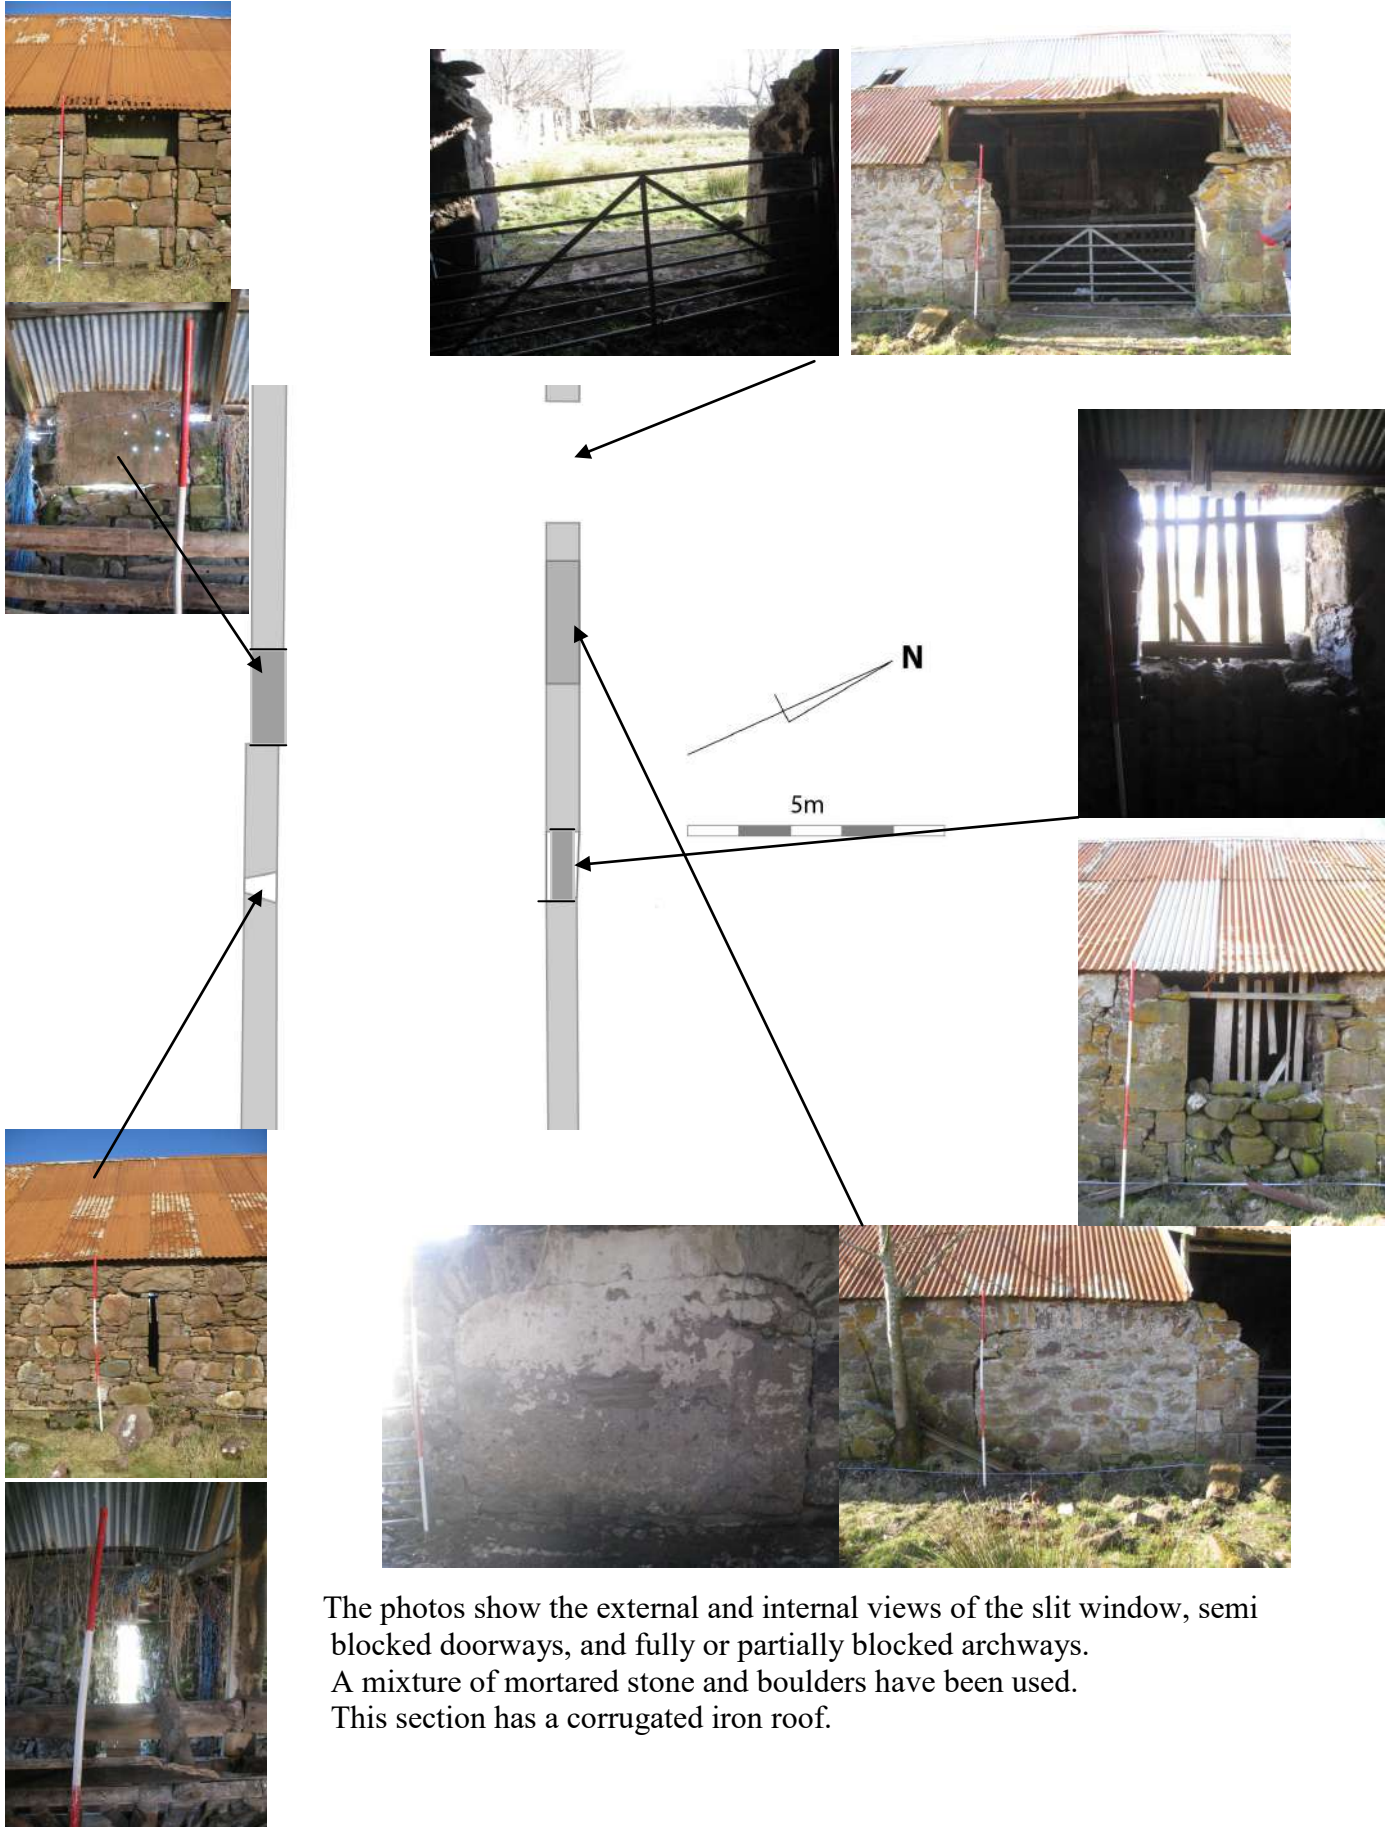 N
5m
The photos show the external and internal views of the slit window, semi
blocked doorways, and fully or partially blocked archways.
A mixture of mortared stone and boulders have been used.
This section has a corrugated iron roof.